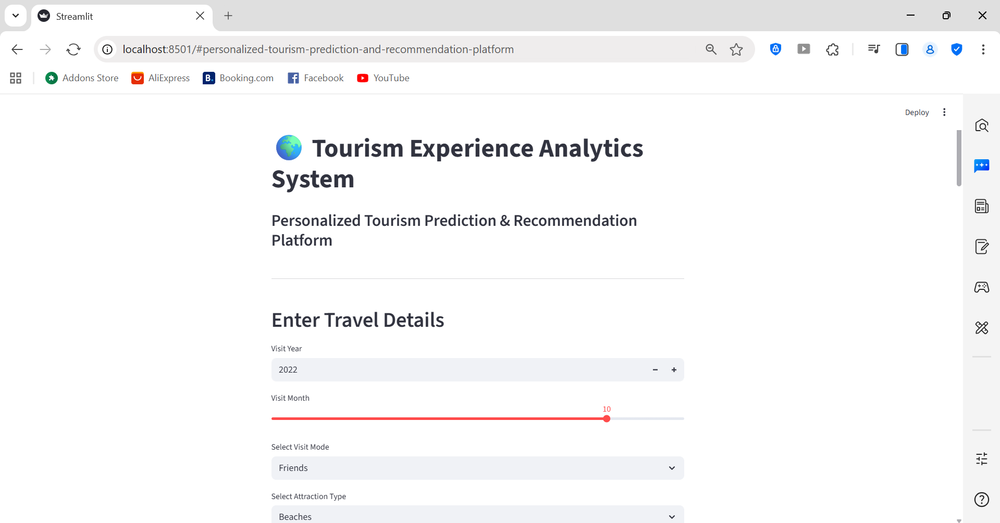 Streamlit
localhost:8501/#personalized-tourism-prediction-and-recommendation-platform
Addons Store AliExpress B. Booking.com Facebook YouTube
Deploy
Tourism Experience Analytics
System
Personalized Tourism Prediction & Recommendation
Platform
Enter Travel Details
Visit Year
2022
Visit Month
10
Select Visit Mode
Friends
Select Attraction Type
Beaches